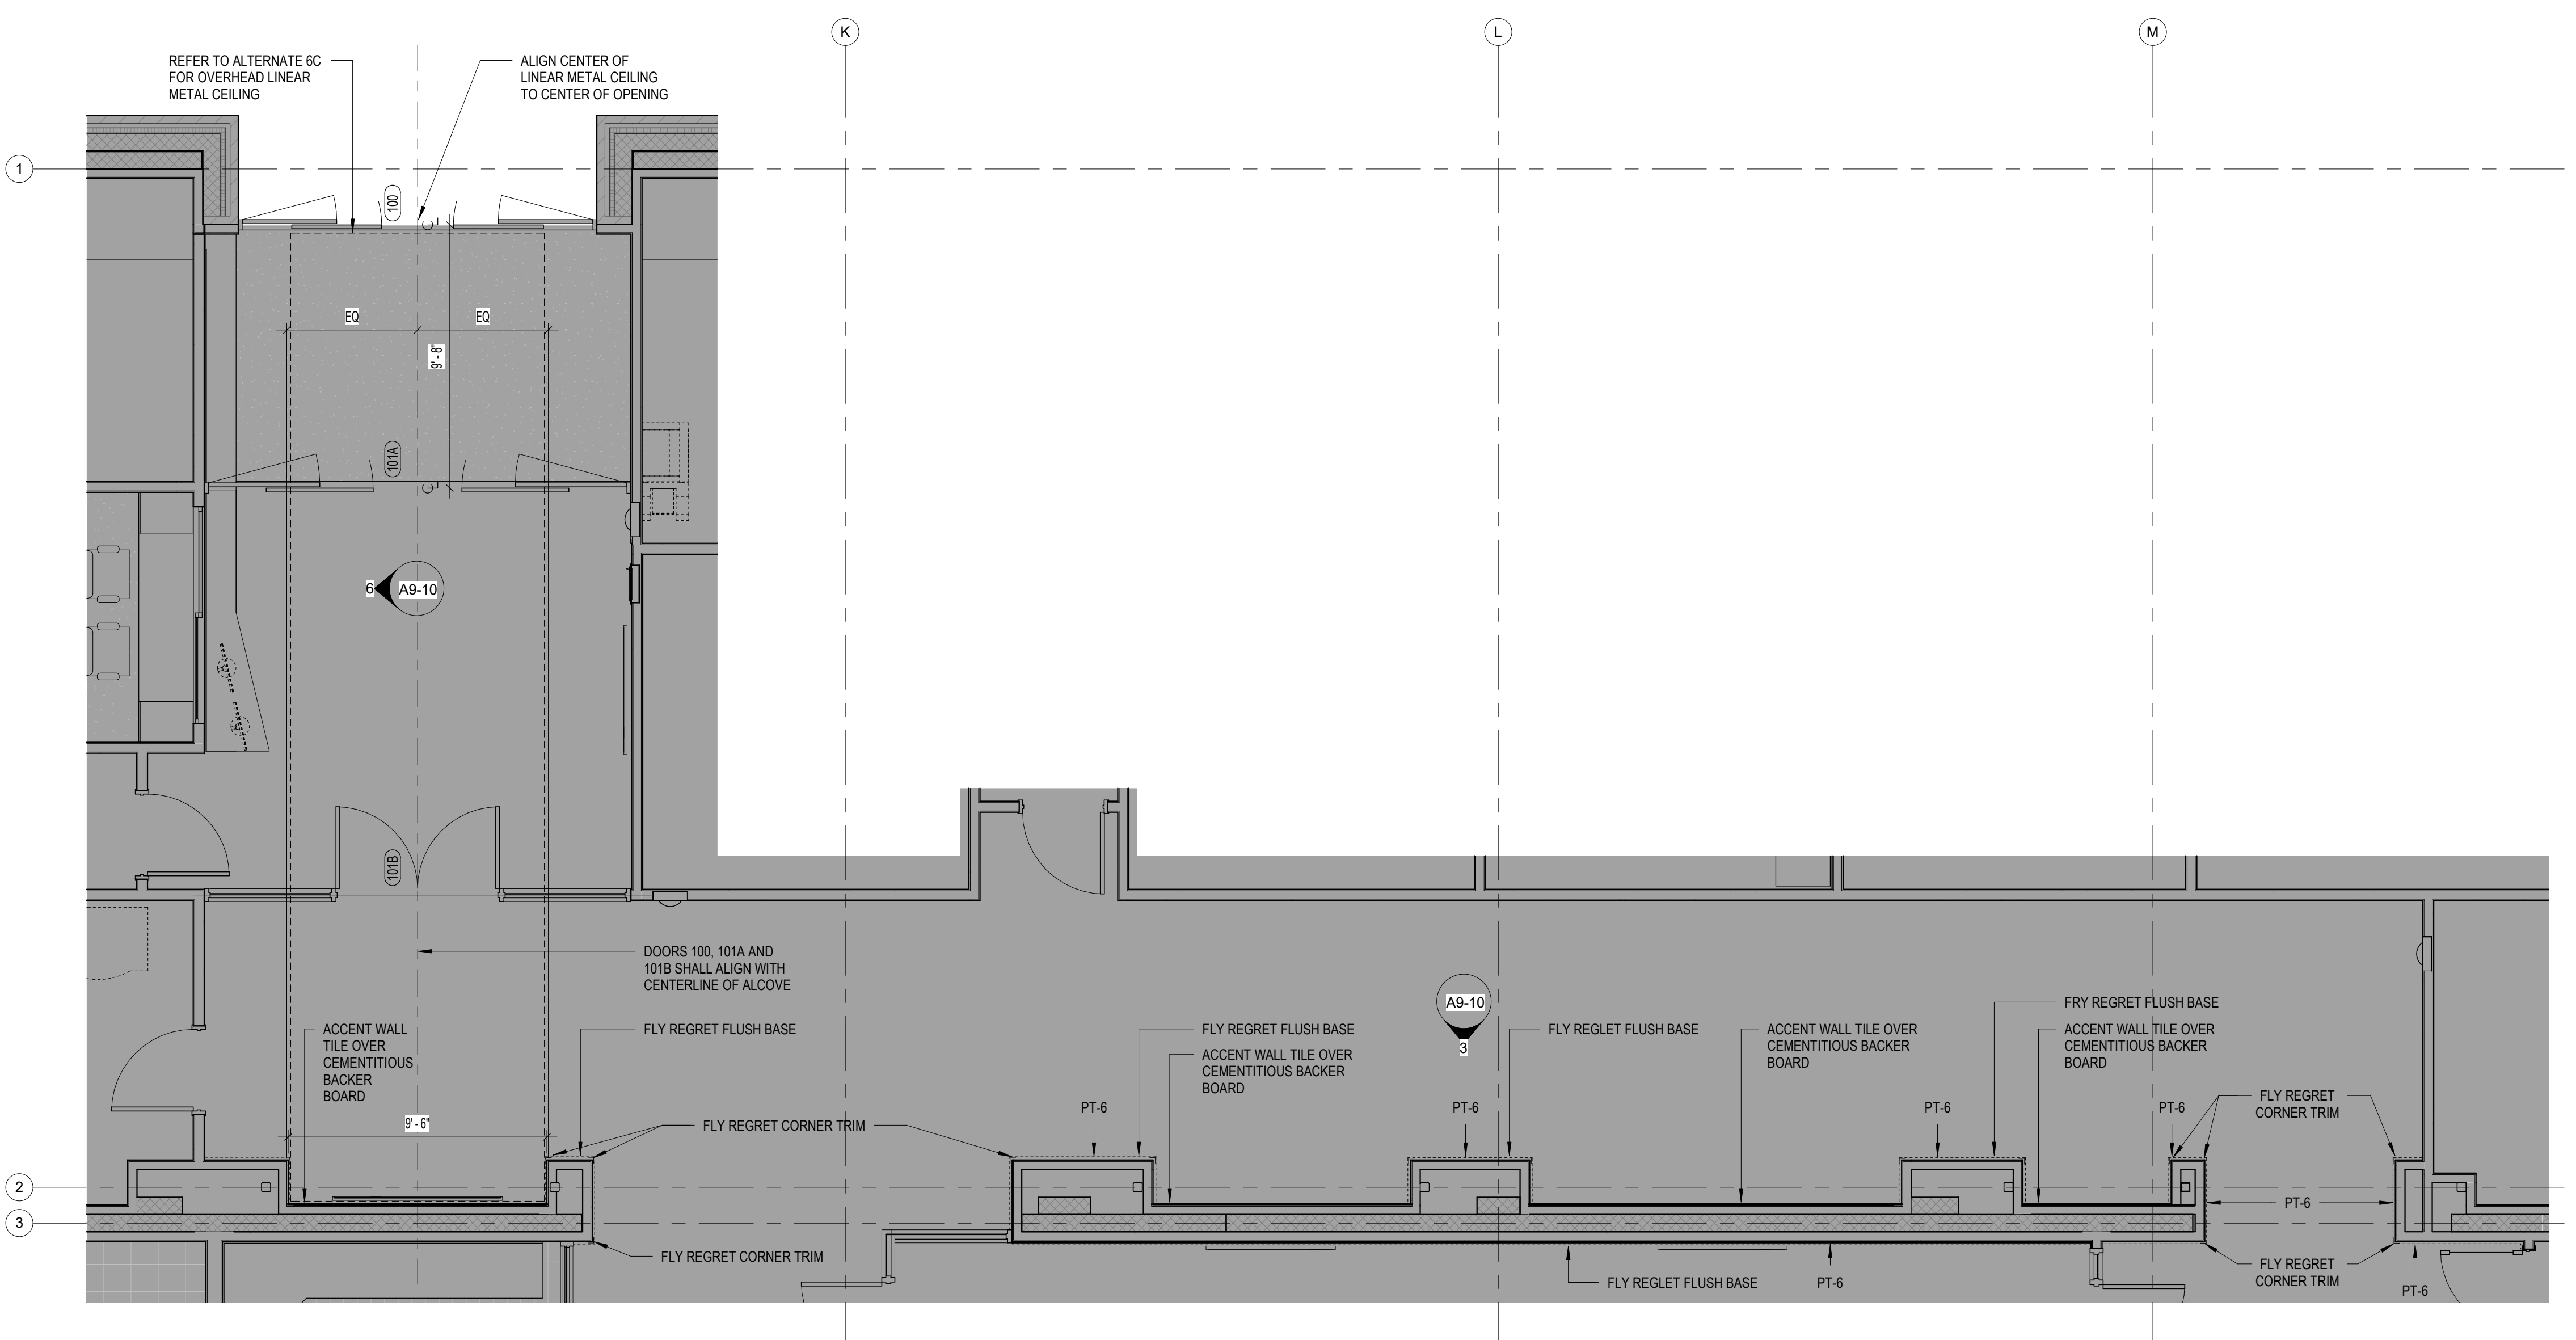 K
L
M
REFER TO ALTERNATE 6C
FOR OVERHEAD LINEAR
METAL CEILING
ALIGN CENTER OF
LINEAR METAL CEILING
TO CENTER OF OPENING
1
100
CL
EQ
EQ
9' - 8"
101A
CL
6
A9-10
101B
DOORS 100, 101A AND
101B SHALL ALIGN WITH
CENTERLINE OF ALCOVE
A9-10
3
ACCENT WALL
TILE OVER
CEMENTITIOUS
BACKER
BOARD
FLY REGRET FLUSH BASE
FLY REGRET FLUSH BASE
ACCENT WALL TILE OVER
CEMENTITIOUS BACKER
BOARD
FLY REGLET FLUSH BASE
ACCENT WALL TILE OVER
CEMENTITIOUS BACKER
BOARD
FRY REGRET FLUSH BASE
ACCENT WALL TILE OVER
CEMENTITIOUS BACKER
BOARD
9' - 6"
FLY REGRET CORNER TRIM
PT-6
PT-6
PT-6
PT-6
FLY REGRET
CORNER TRIM
2
3
PT-6
FLY REGRET CORNER TRIM
FLY REGLET FLUSH BASE
PT-6
FLY REGRET
CORNER TRIM
PT-6